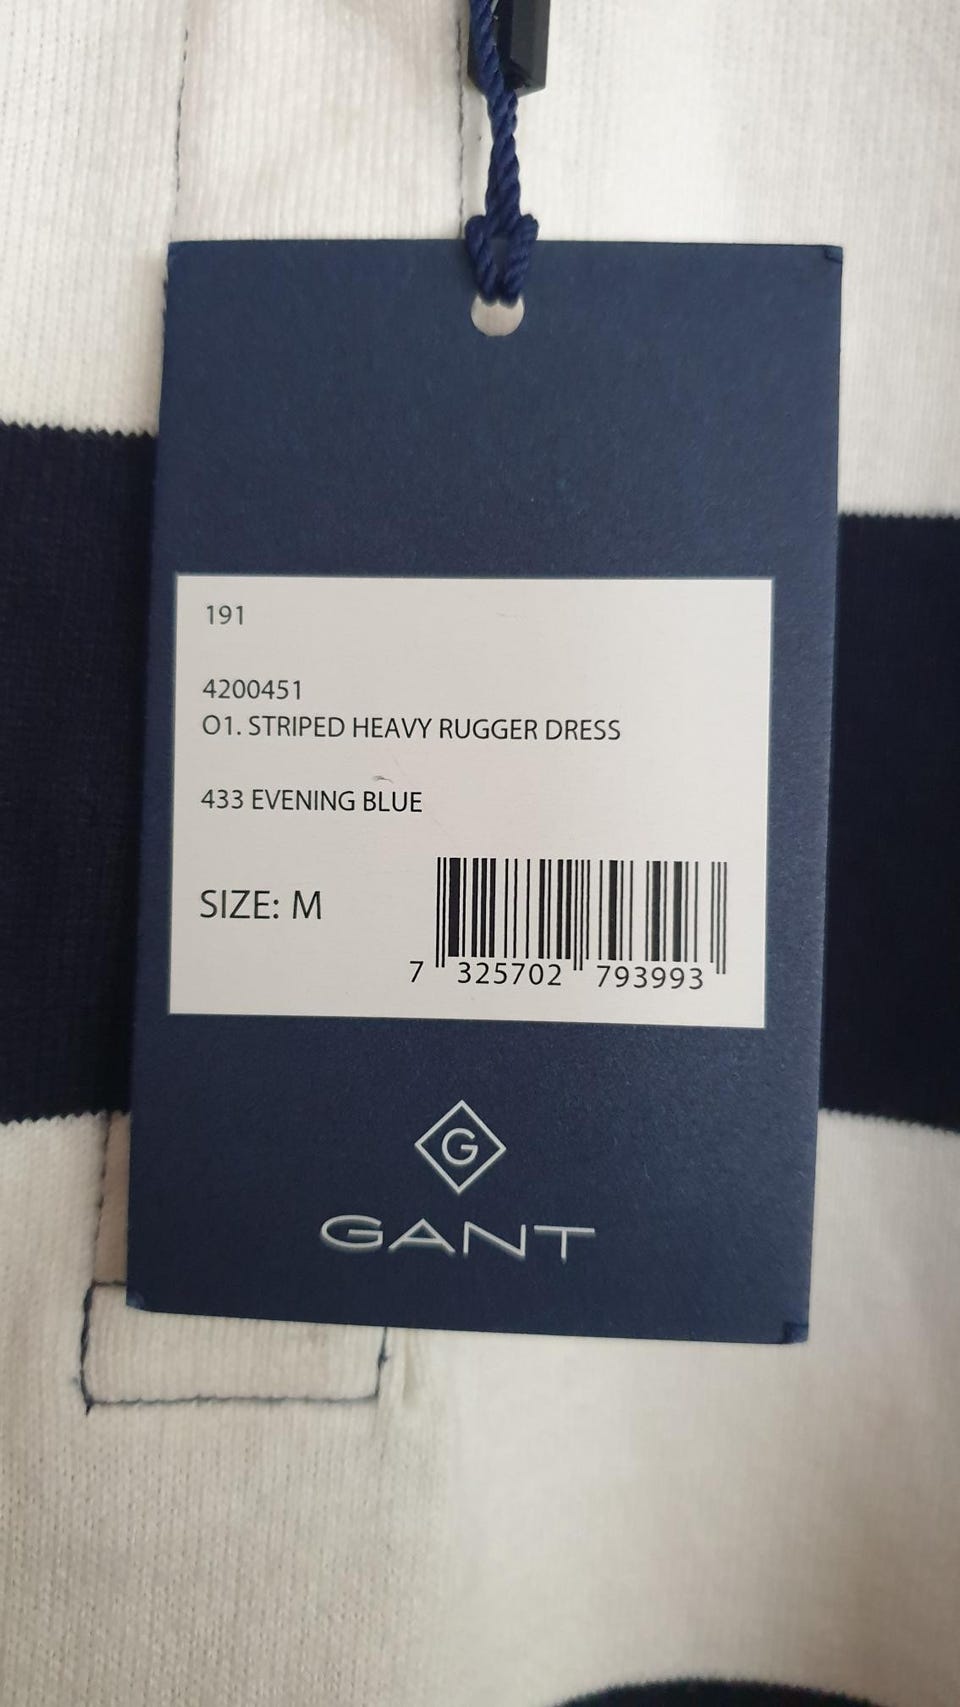 191
4200451
O1. STRIPED HEAVY RUGGER DRESS
433 EVENING BLUE
SIZE: M
7 325702 793993
G
GANT